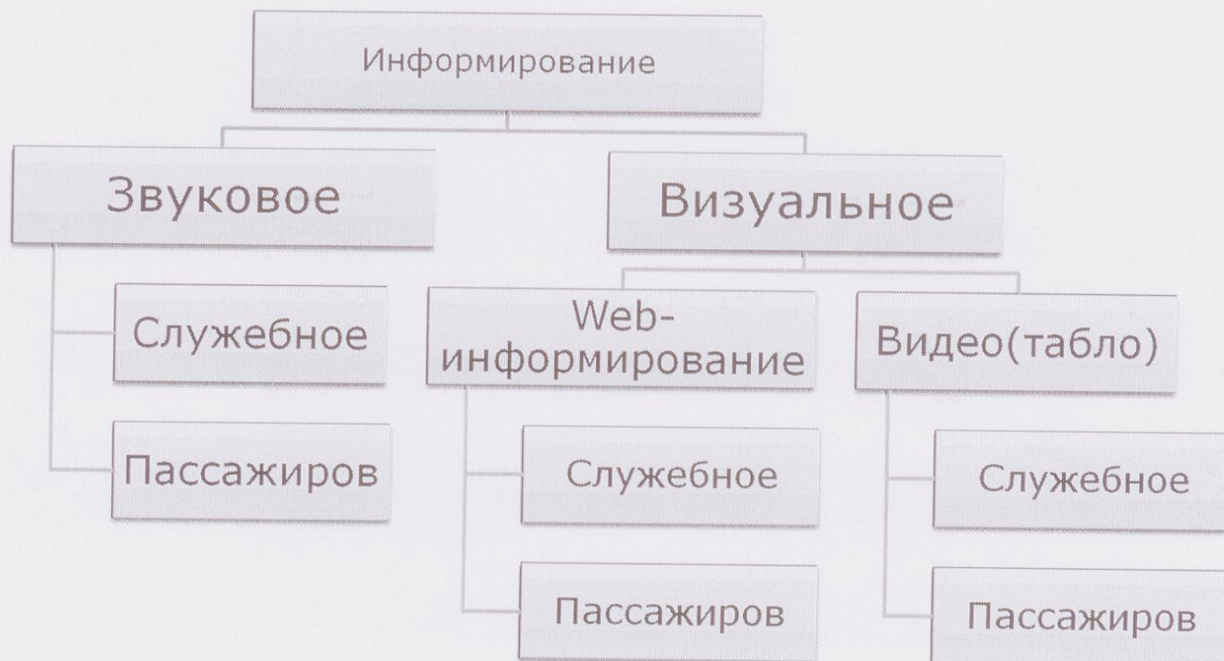 Информирование
Звуковое
Служебное
Пассажиров
Визуальное
Web-
информирование
Служебное
Пассажиров
Видео(табло)
Служебное
Пассажиров